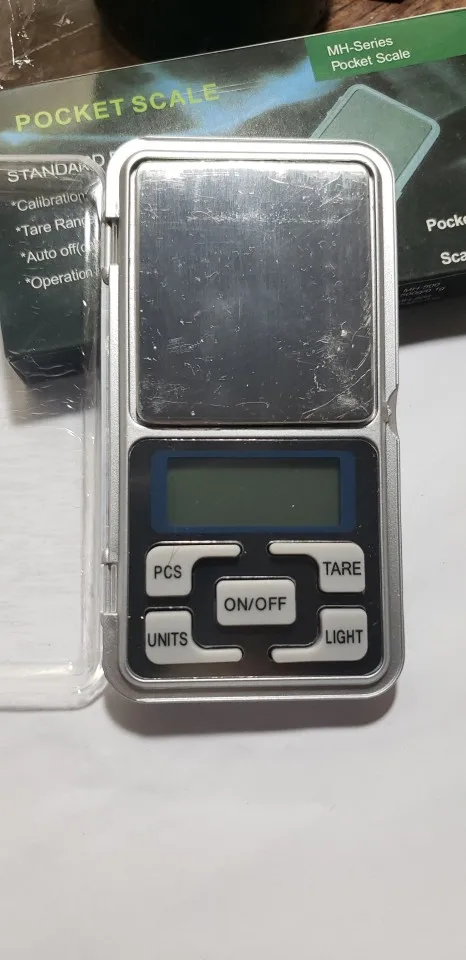 MH-Series
Pocket Scale
POCKET SCALE
STANDARD
*Calibration
*Tare Rang
*Auto off(o
*Operation
Pocke
Sca
PCS
TARE
ON/OFF
UNITS
LIGHT